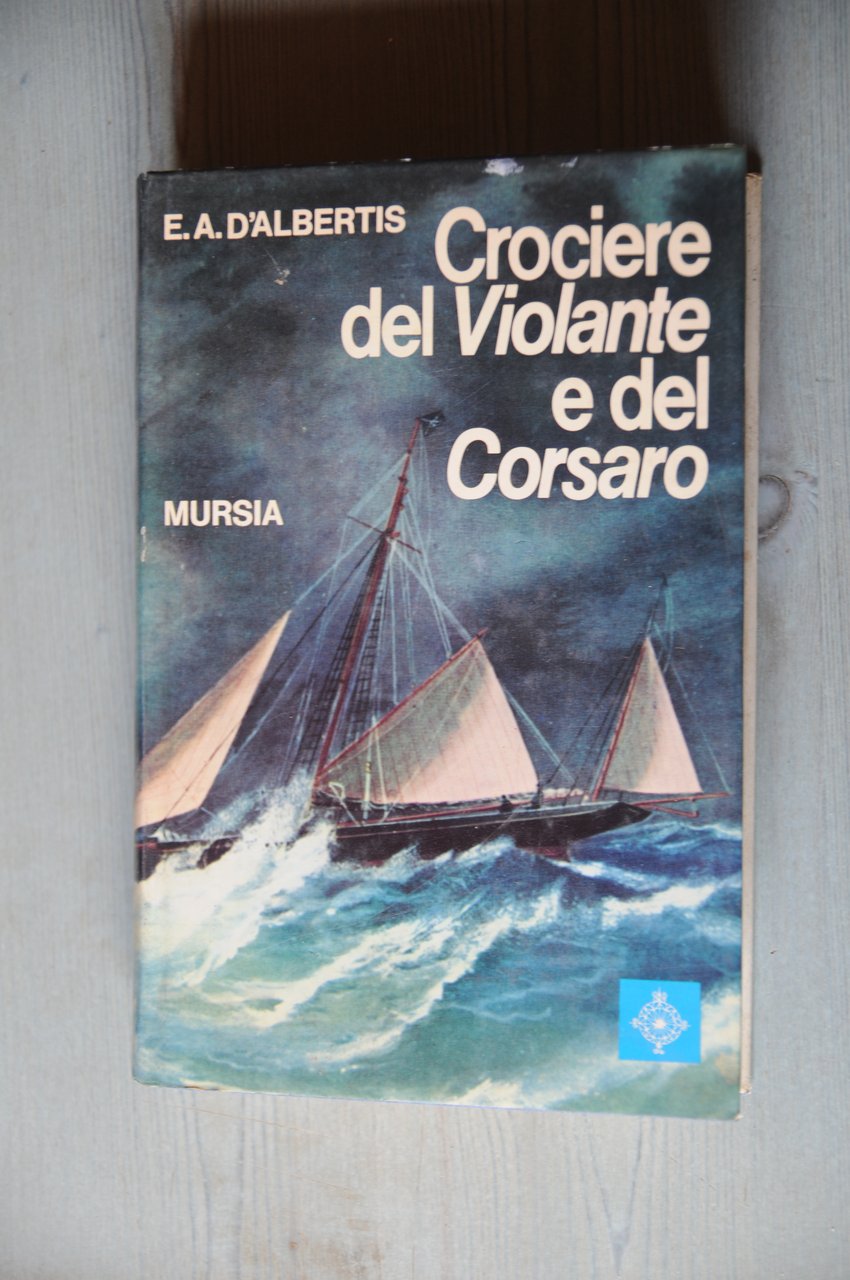 E. A. D'ALBERTIS
Crociere
del Violante
e del
Corsaro
MURSIA